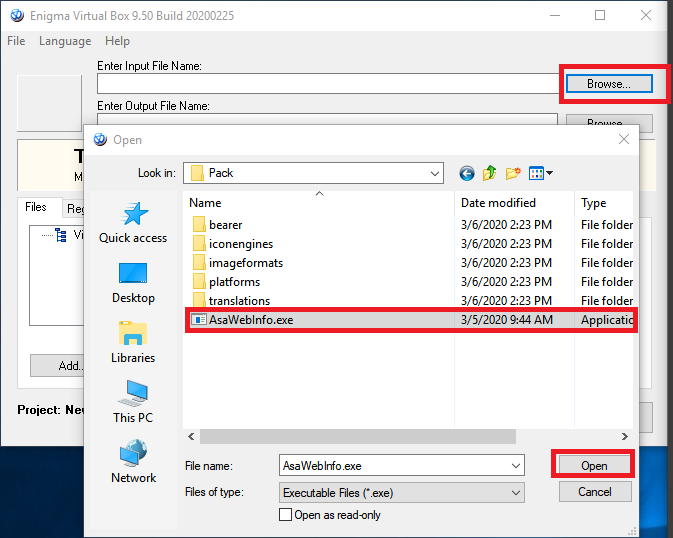 Enigma Virtual Box 9.50 Build 20200225
File Language Help
Enter Input File Name:
Browse...
Enter Output File Name:
Browse...
Open
Look in: Pack
Files
Name Date modified Type
Quick access
bearer 3/6/2020 2:23 PM File folder
iconengines 3/6/2020 2:23 PM File folder
imageformats 3/6/2020 2:23 PM File folder
Desktop
platforms 3/6/2020 2:23 PM File folder
translations 3/6/2020 2:23 PM File folder
AsaWebInfo.exe 3/5/2020 9:44 AM Applicatic
Libraries
Add..
This PC
Project: New
Network
File name: AsaWebInfo.exe Open
Files of type: Executable Files (*.exe) Cancel
Open as read-only